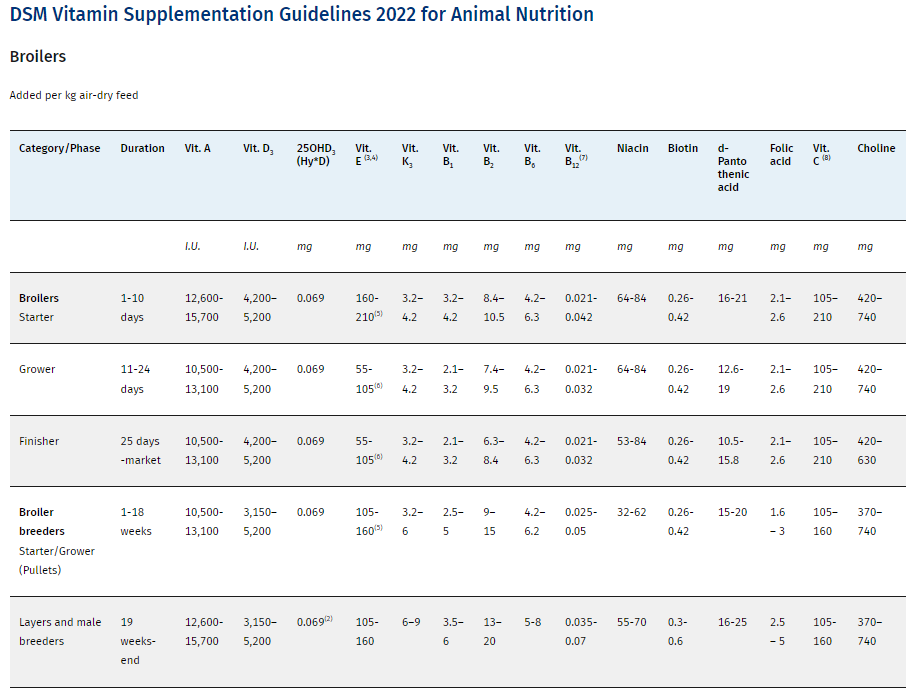 DSM Vitamin Supplementation Guidelines 2022 for Animal Nutrition
Broilers
Added per kg air-dry feed
Category/Phase Duration Vit. A Vit. D3 25OHD3 (Hy*D) Vit. E (3,4) Vit. K3 Vit. B1 Vit. B2 Vit. B6 Vit. B12 (7) Niacin Biotin d-Panto thenic acid Folic acid Vit. C (8) Choline
I.U. I.U. mg mg mg mg mg mg mg mg mg mg mg mg mg
Broilers Starter 1-10 days 12,600-15,700 4,200–5,200 0.069 160-210(5) 3.2–4.2 3.2–4.2 8.4–10.5 4.2–6.3 0.021-0.042 64-84 0.26-0.42 16-21 2.1–2.6 105–210 420–740
Grower 11-24 days 10,500-13,100 4,200–5,200 0.069 55-105(6) 3.2–4.2 2.1–3.2 7.4–9.5 4.2–6.3 0.021-0.032 64-84 0.26-0.42 12.6-19 2.1–2.6 105–210 420–740
Finisher 25 days -market 10,500-13,100 4,200–5,200 0.069 55-105(6) 3.2–4.2 2.1–3.2 6.3–8.4 4.2–6.3 0.021-0.032 53-84 0.26-0.42 10.5-15.8 2.1–2.6 105–210 420–630
Broiler breeders Starter/Grower (Pullets) 1-18 weeks 10,500-13,100 3,150–5,200 0.069 105-160(5) 3.2–6 2.5–5 9–15 4.2–6.2 0.025-0.05 32-62 0.26-0.42 15-20 1.6 – 3 105–160 370–740
Layers and male breeders 19 weeks-end 12,600-15,700 3,150–5,200 0.069(2) 105-160 6–9 3.5–6 13–20 5-8 0.035-0.07 55-70 0.3-0.6 16-25 2.5 – 5 105-160 370–740